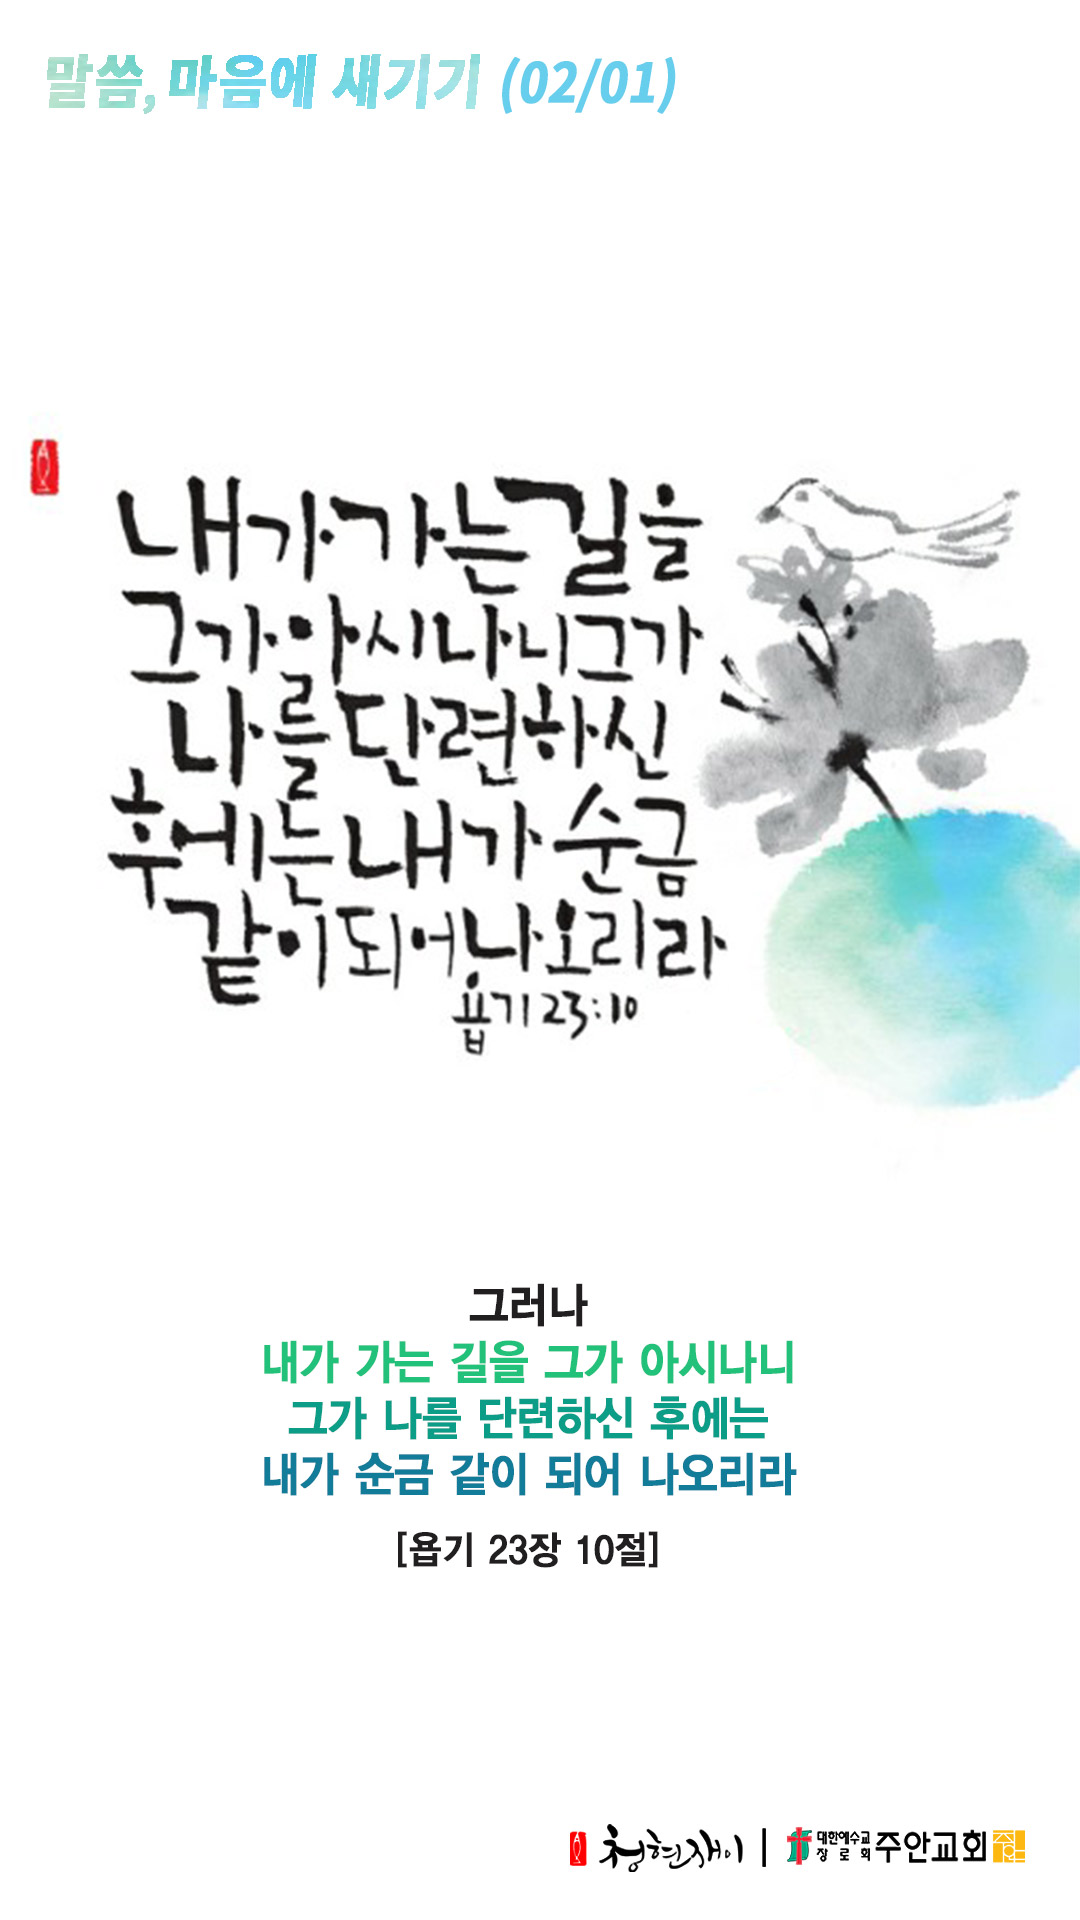 말씀, 마음에 새기기 (02/01)
내가 가는 길을
그가 아시나니 그가
나를 단련하신
후에는 내가 순금
같이 되어 나오리라
욥기 23:10
그러나
내가 가는 길을 그가 아시나니
그가 나를 단련하신 후에는
내가 순금 같이 되어 나오리라
[욥기 23장 10절]
청현재이 | 대한예수교 장로회 주안교회